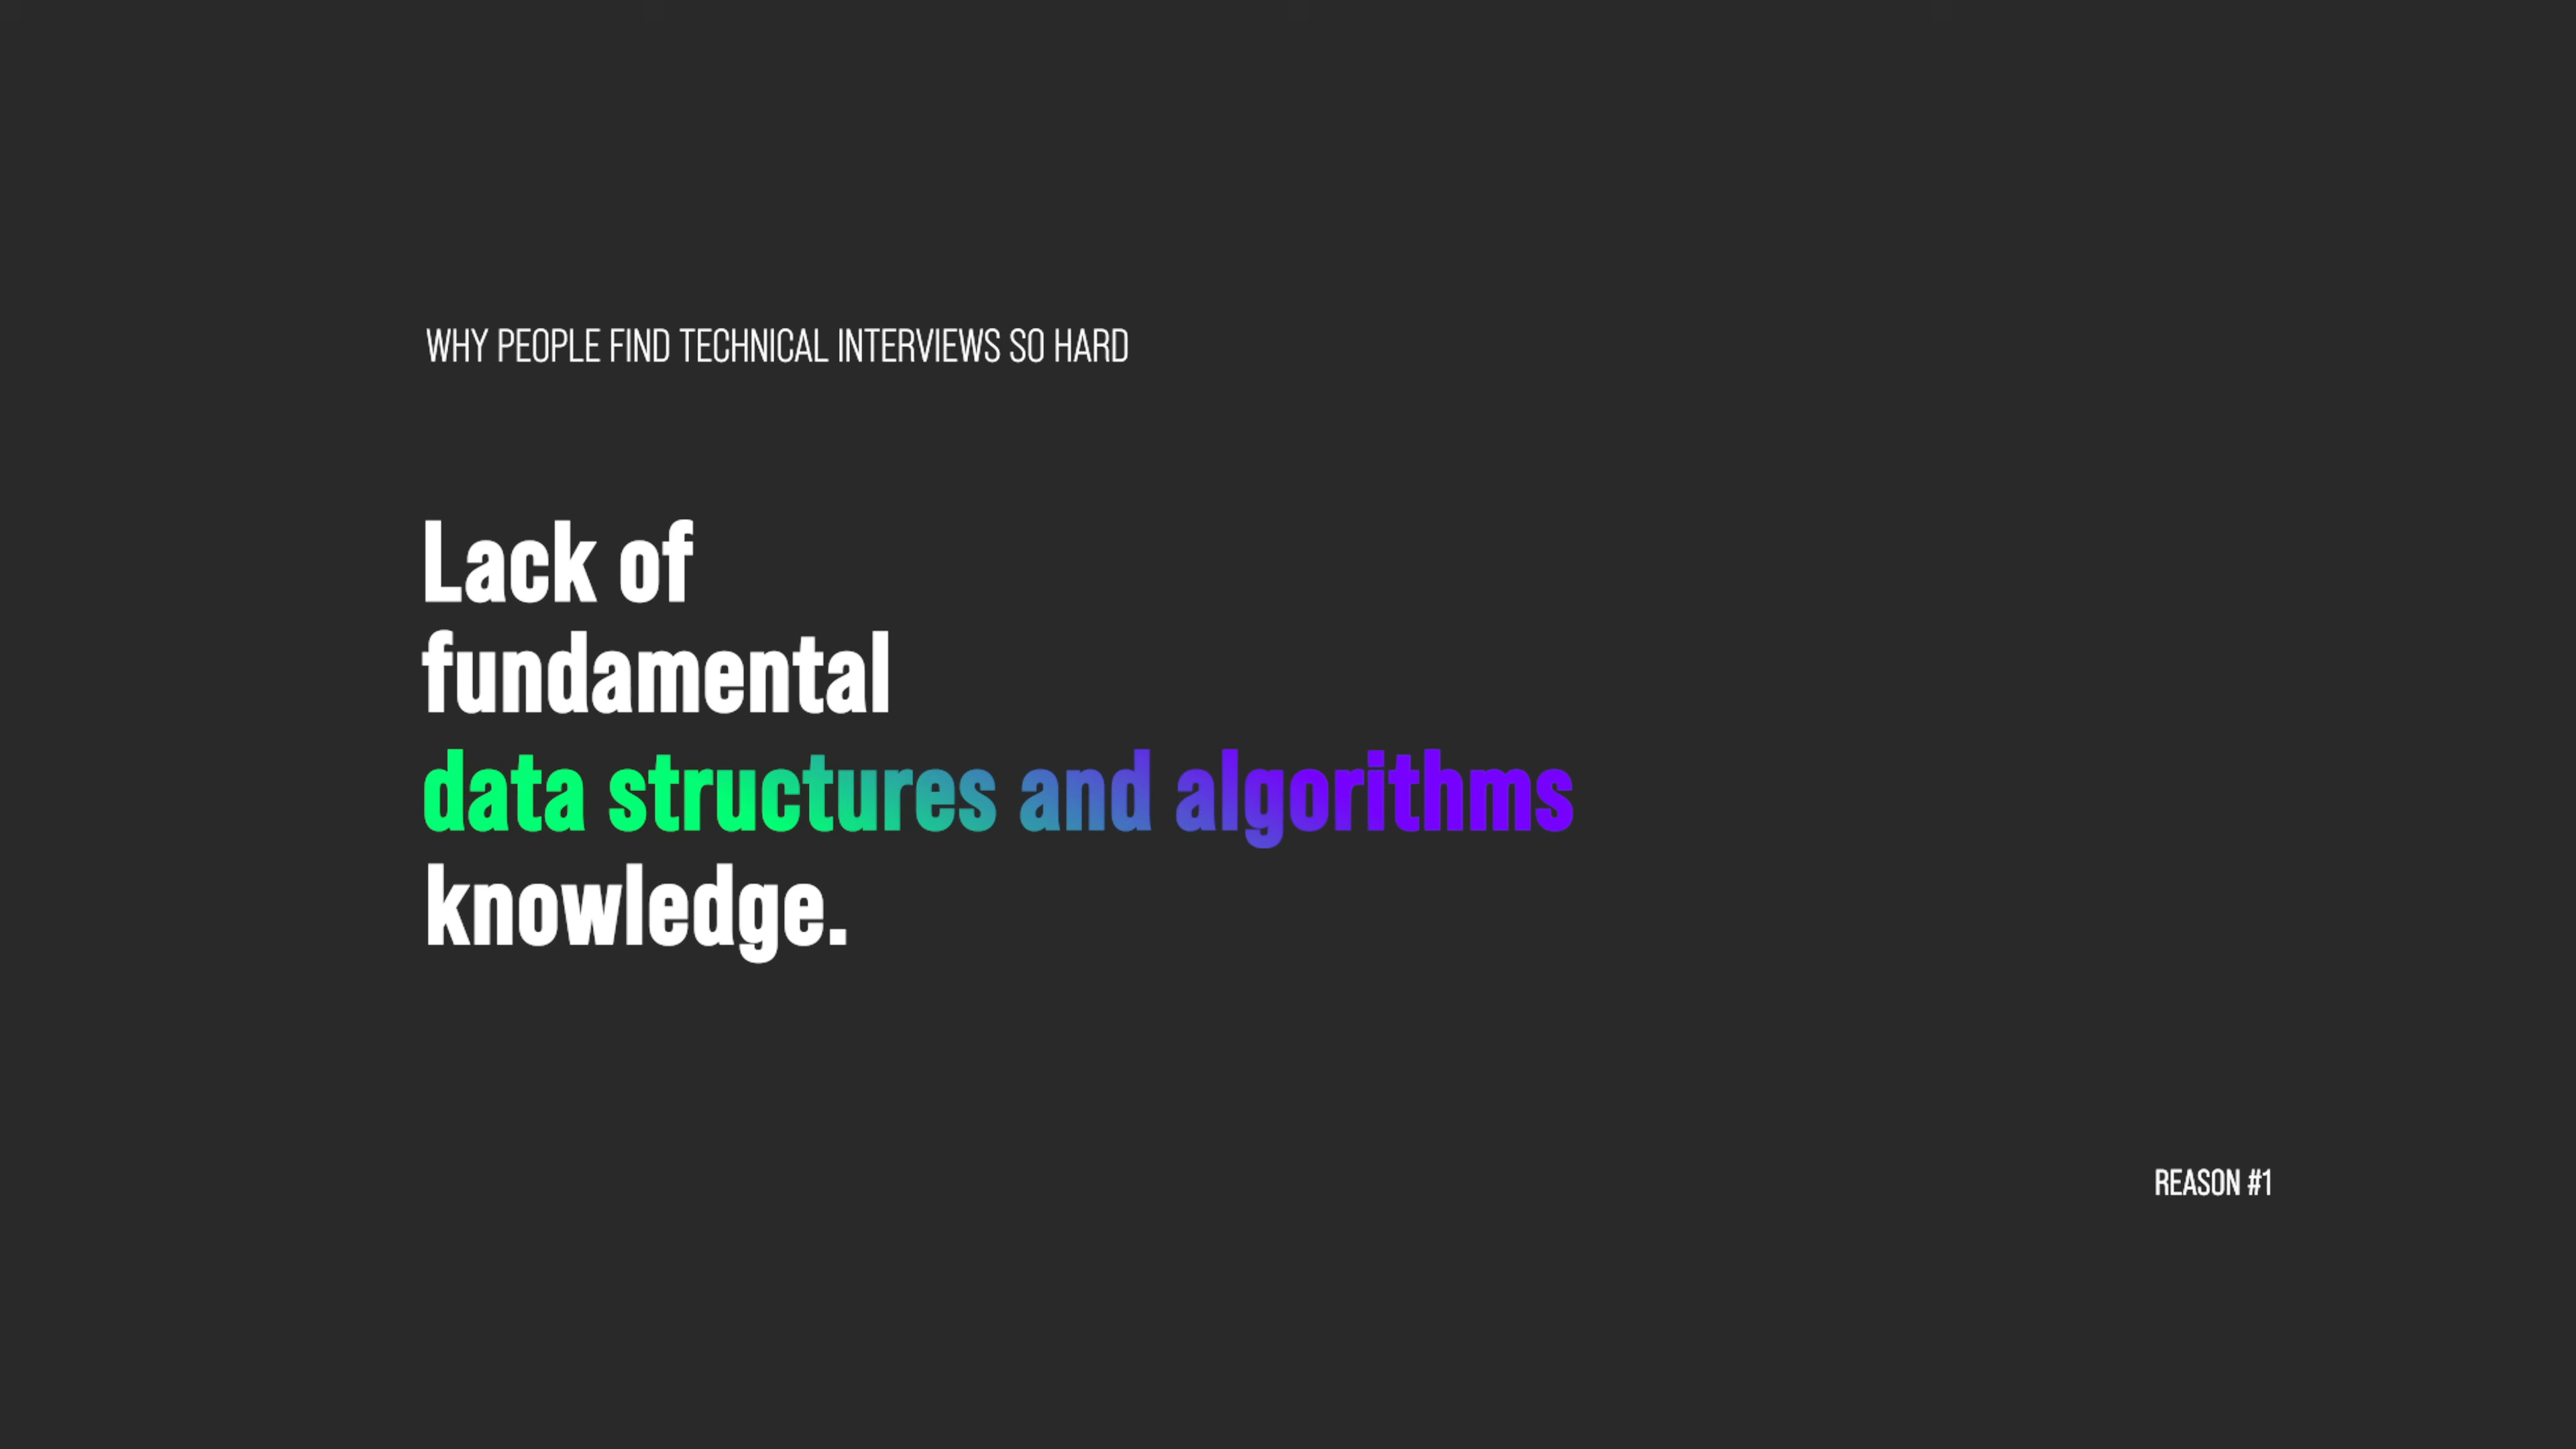 WHY PEOPLE FIND TECHNICAL INTERVIEWS SO HARD
Lack of
fundamental
data structures and algorithms
knowledge.
REASON #1